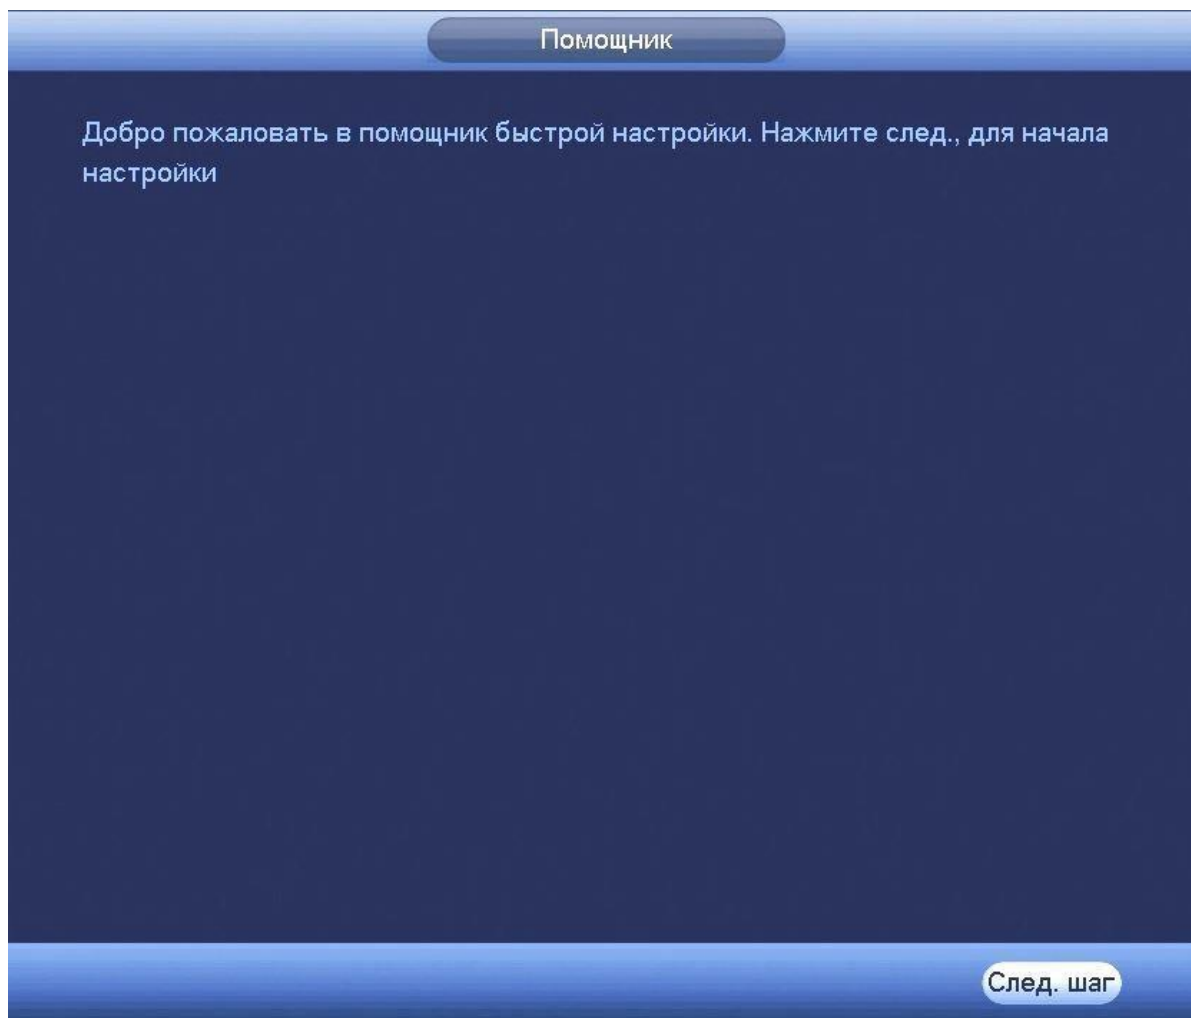 Помощник
Добро пожаловать в помощник быстрой настройки. Нажмите след., для начала
настройки
След. шаг